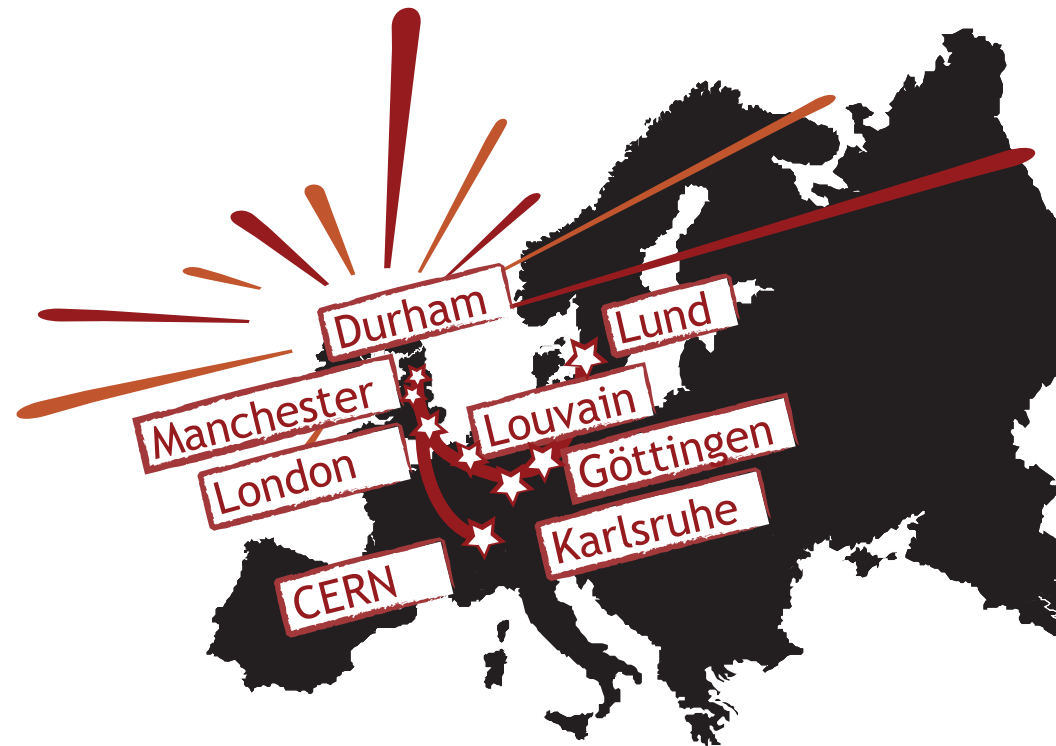 Durham
Lund
Manchester
Louvain
London
Göttingen
Karlsruhe
CERN